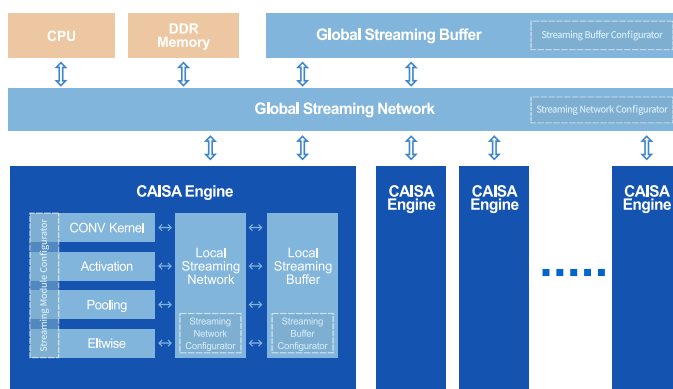 CPU
DDR
Memory
Global Streaming Buffer
Streaming Buffer Configurator
Global Streaming Network
Streaming Network Configurator
CAISA Engine
Streaming Module Configurator
CONV Kernel
Activation
Pooling
Eltwise
Local
Streaming
Network
Streaming
Network
Configurator
Local
Streaming
Buffer
Streaming
Buffer
Configurator
CAISA
Engine
CAISA
Engine
CAISA
Engine